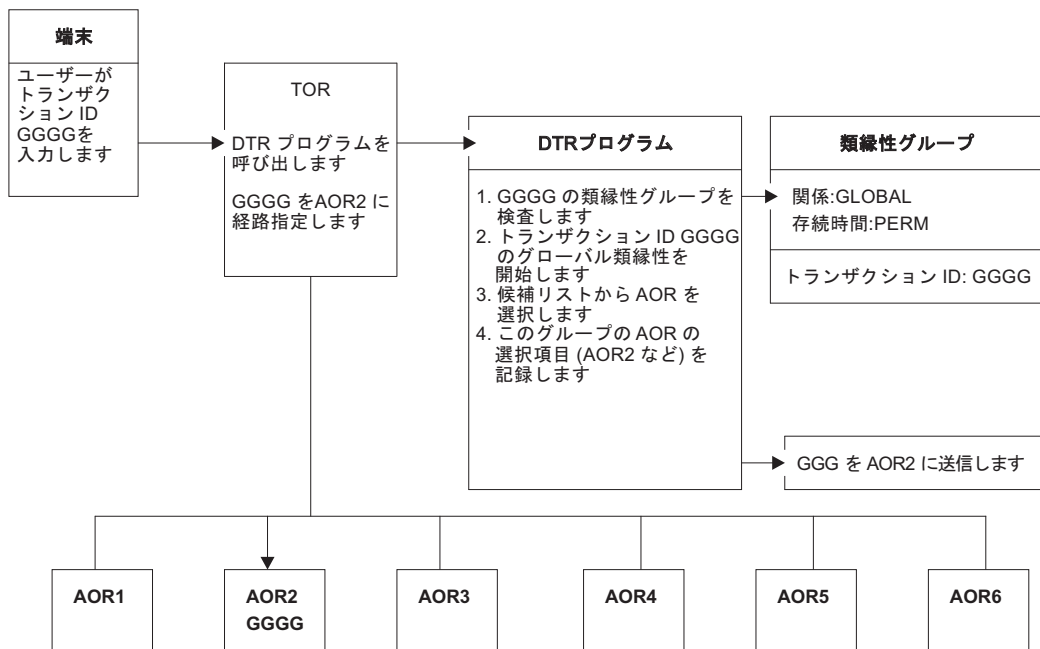 端末
ユーザーが
トランザク
ション ID
GGGGを
入力します
TOR
DTR プログラムを
呼び出します
GGGG をAOR2 に
経路指定します
DTRプログラム
1. GGGG の類縁性グループを
検査します
2. トランザクション ID GGGG
のグローバル類縁性を
開始します
3. 候補リストから AOR を
選択します
4. このグループの AOR の
選択項目 (AOR2 など) を
記録します
類縁性グループ
関係:GLOBAL
存続時間:PERM
トランザクション ID: GGGG
GGG を AOR2 に送信します
AOR1
AOR2
GGGG
AOR3
AOR4
AOR5
AOR6